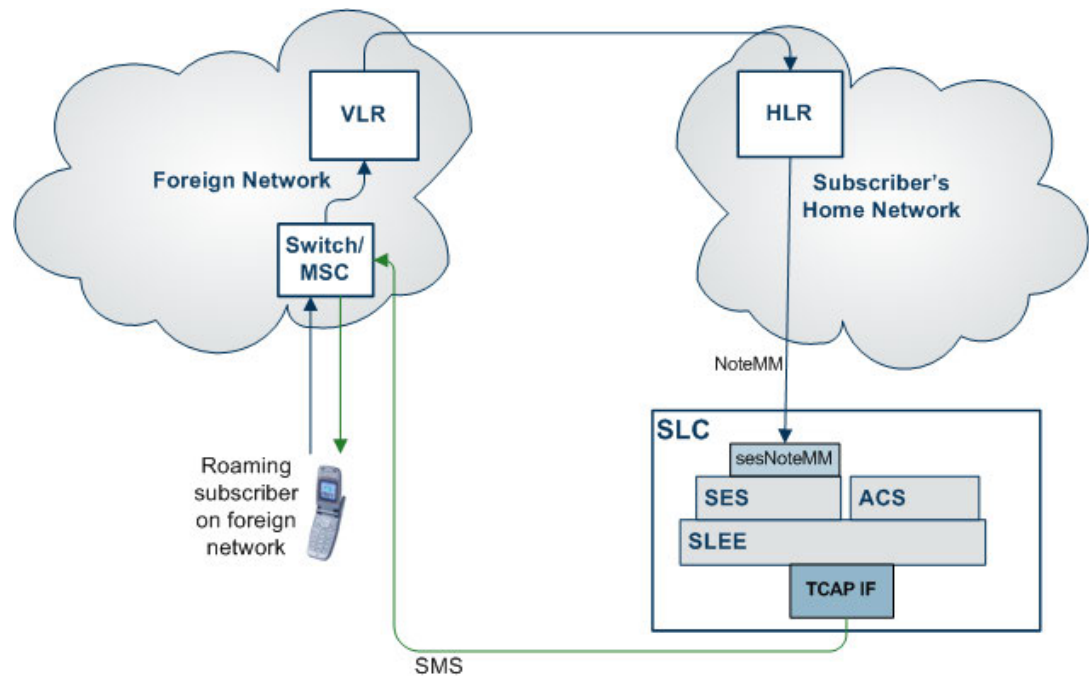 VLR
HLR
Foreign Network
Subscriber's
Home Network
Switch/
MSC
NoteMM
SLC
sesNoteMM
Roaming
subscriber
on foreign
network
SES
ACS
SLEE
TCAP IF
SMS